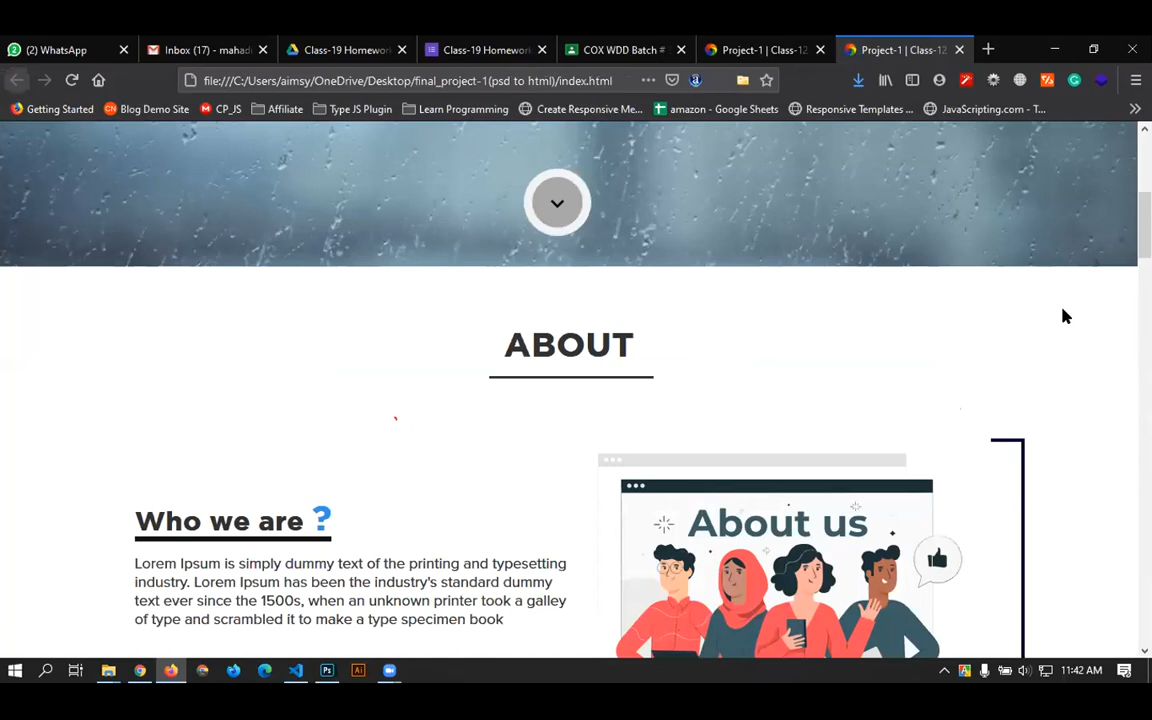 (2) WhatsApp
Inbox (17) - mahad
Class-19 Homework
Class-19 Homework
COX WDD Batch #
Project-1 | Class-12
Project-1 | Class-12
file:///C:/Users/aimsy/OneDrive/Desktop/final_project-1(psd to html)/index.html
Getting Started
Blog Demo Site
CP_JS
Affiliate
Type JS Plugin
Learn Programming
Create Responsive Me...
amazon - Google Sheets
Responsive Templates ...
JavaScripting.com - T...
ABOUT
Who we are ?
Lorem Ipsum is simply dummy text of the printing and typesetting
industry. Lorem Ipsum has been the industry's standard dummy
text ever since the 1500s, when an unknown printer took a galley
of type and scrambled it to make a type specimen book
About us
Ps
Ai
11:42 AM